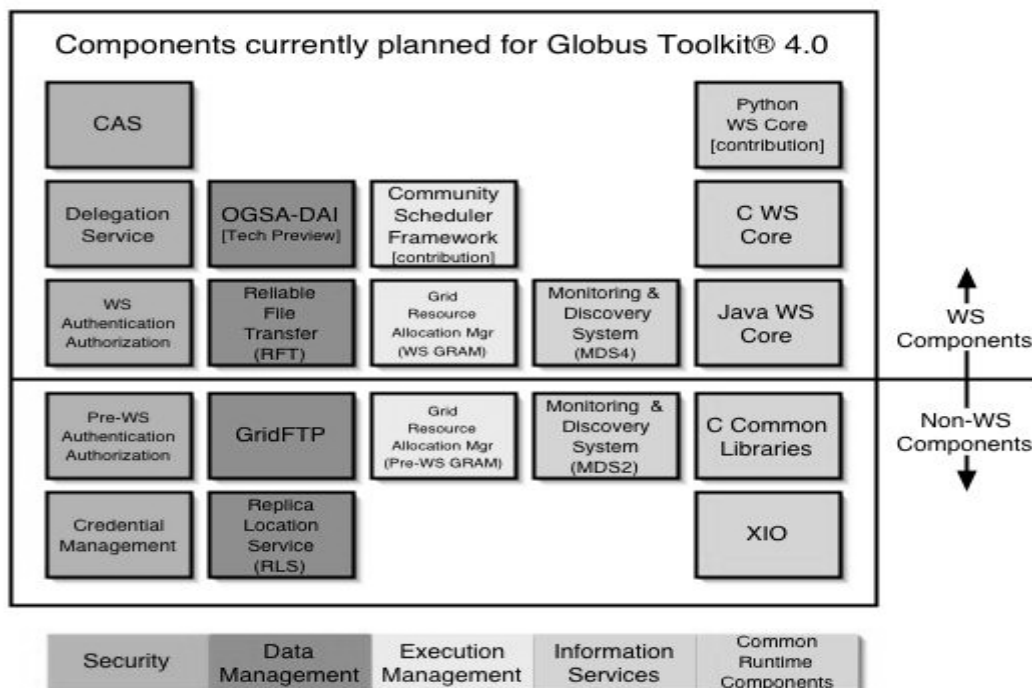 Components currently planned for Globus Toolkit® 4.0
CAS
Python
WS Core
[contribution]
Delegation
Service
OGSA-DAI
[Tech Preview]
Community
Scheduler
Framework
[contribution]
C WS
Core
WS
Authentication
Authorization
Reliable
File
Transfer
(RFT)
Grid
Resource
Allocation Mgr
(WS GRAM)
Monitoring &
Discovery
System
(MDS4)
Java WS
Core
WS
Components
Pre-WS
Authentication
Authorization
GridFTP
Grid
Resource
Allocation Mgr
(Pre-WS GRAM)
Monitoring &
Discovery
System
(MDS2)
C Common
Libraries
Non-WS
Components
Credential
Management
Replica
Location
Service
(RLS)
XIO
Security
Data
Management
Execution
Management
Information
Services
Common
Runtime
Components